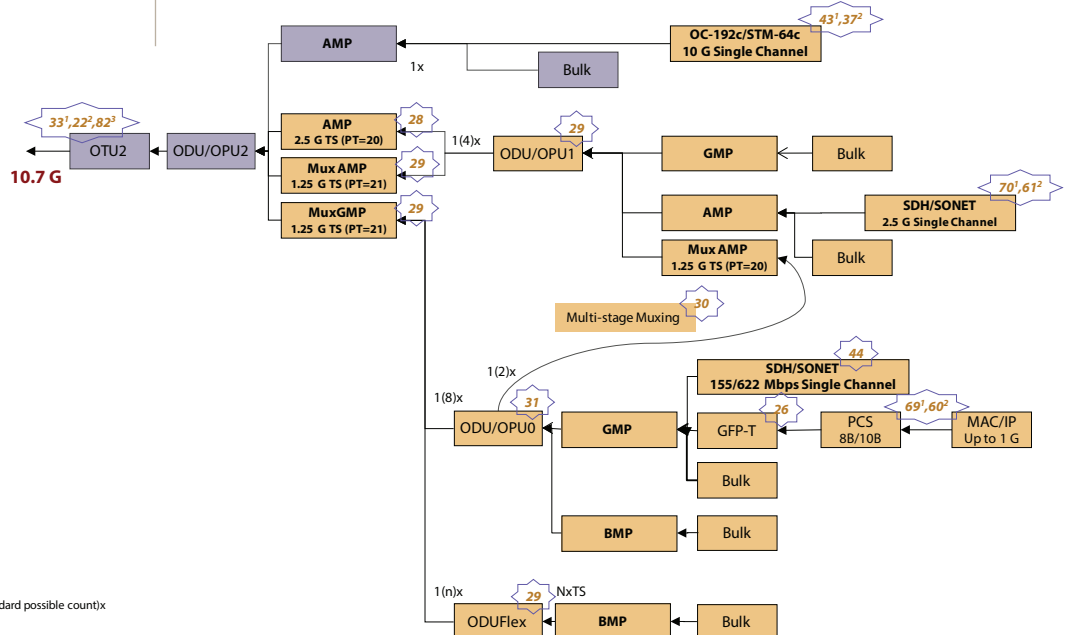 43¹,37²
OC-192c/STM-64c
10 G Single Channel
AMP
1x
Bulk
33¹,22²,82³
OTU2
ODU/OPU2
10.7 G
AMP
2.5 G TS (PT=20)
28
Mux AMP
1.25 G TS (PT=21)
29
MuxGMP
1.25 G TS (PT=21)
29
1(4)x
ODU/OPU1
29
GMP
Bulk
AMP
70¹,61²
SDH/SONET
2.5 G Single Channel
Bulk
Mux AMP
1.25 G TS (PT=20)
Multi-stage Muxing
30
1(2)x
44
SDH/SONET
155/622 Mbps Single Channel
1(8)x
31
ODU/OPU0
GMP
26
GFP-T
69¹,60²
PCS
8B/10B
MAC/IP
Up to 1 G
Bulk
BMP
Bulk
1(n)x
29
NxTS
ODUFlex
BMP
Bulk
dard possible count)x